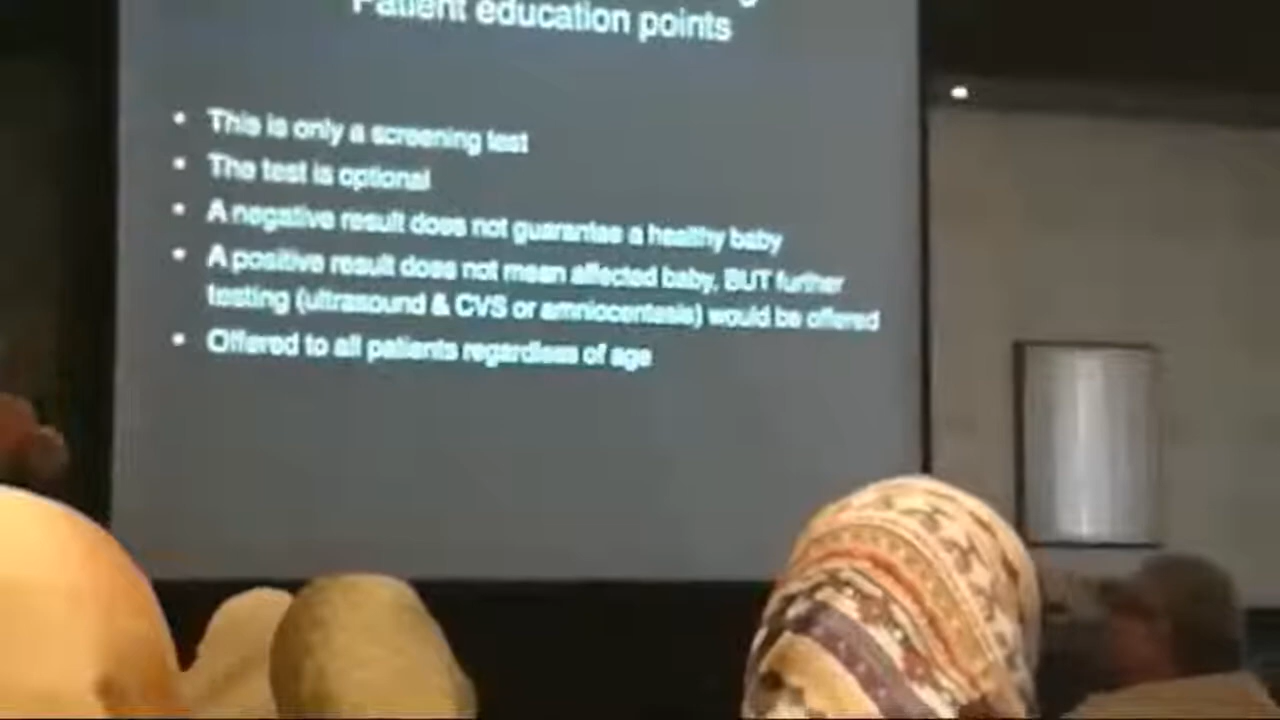 Patient education points
• This is only a screening test
• The test is optional
• A negative result does not guarantee a healthy baby
• A positive result does not mean affected baby, BUT further
testing (ultrasound & CVS or amniocentesis) would be offered
• Offered to all patients regardless of age